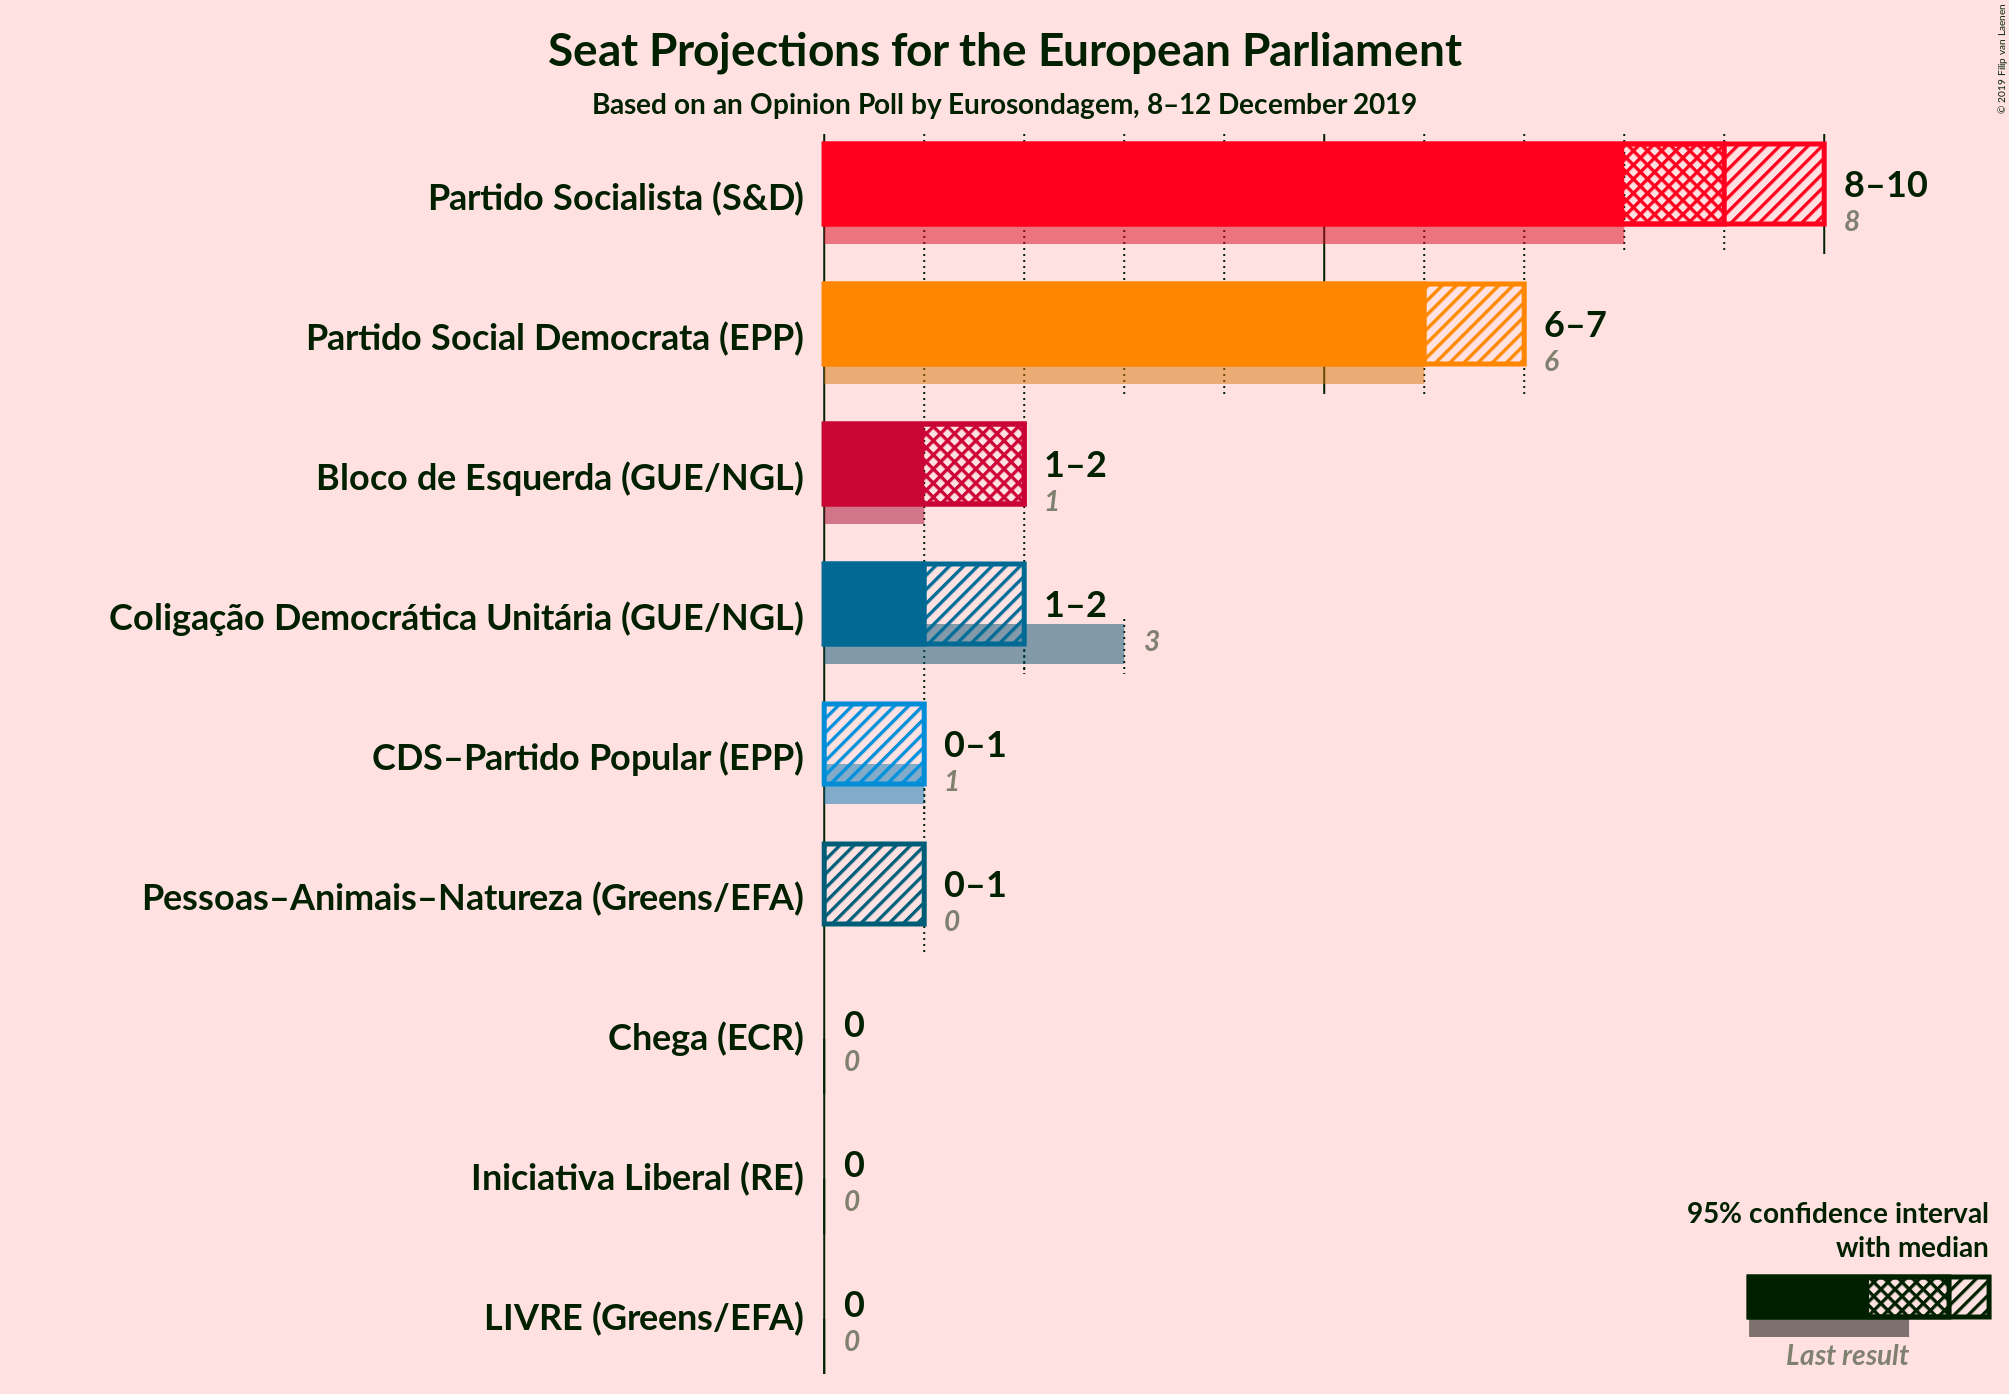 Seat Projections for the European Parliament
Based on an Opinion Poll by Eurosondagem, 8–12 December 2019
© 2019 Filip van Laenen
Partido Socialista (S&D)
8–10
8
Partido Social Democrata (EPP)
6–7
6
Bloco de Esquerda (GUE/NGL)
1–2
1
Coligação Democrática Unitária (GUE/NGL)
1–2
3
CDS–Partido Popular (EPP)
0–1
1
Pessoas–Animais–Natureza (Greens/EFA)
0–1
0
Chega (ECR)
0
0
Iniciativa Liberal (RE)
0
0
LIVRE (Greens/EFA)
0
0
95% confidence interval
with median
Last result